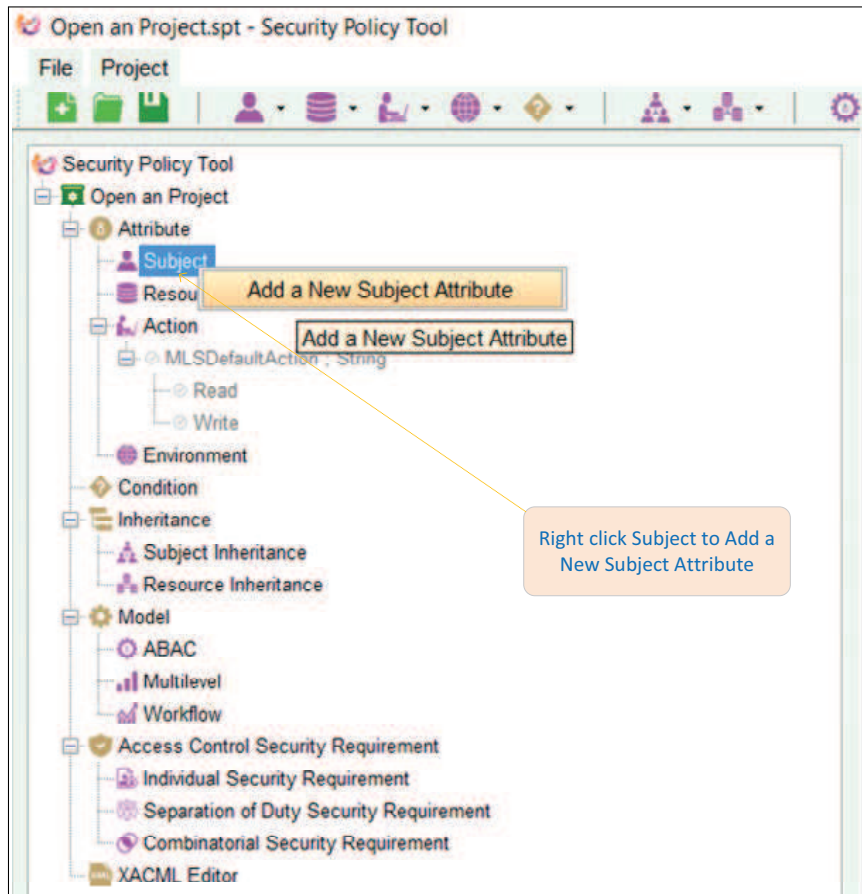 Open an Project.spt - Security Policy Tool
File Project
Security Policy Tool
Open an Project
Attribute
Subject
Add a New Subject Attribute
Resou
Action
Add a New Subject Attribute
MLSDefaultAction ; String
Read
Write
Environment
Condition
Right click Subject to Add a
New Subject Attribute
Inheritance
Subject Inheritance
Resource Inheritance
Model
ABAC
Multilevel
Workflow
Access Control Security Requirement
Individual Security Requirement
Separation of Duty Security Requirement
Combinatorial Security Requirement
XACML Editor